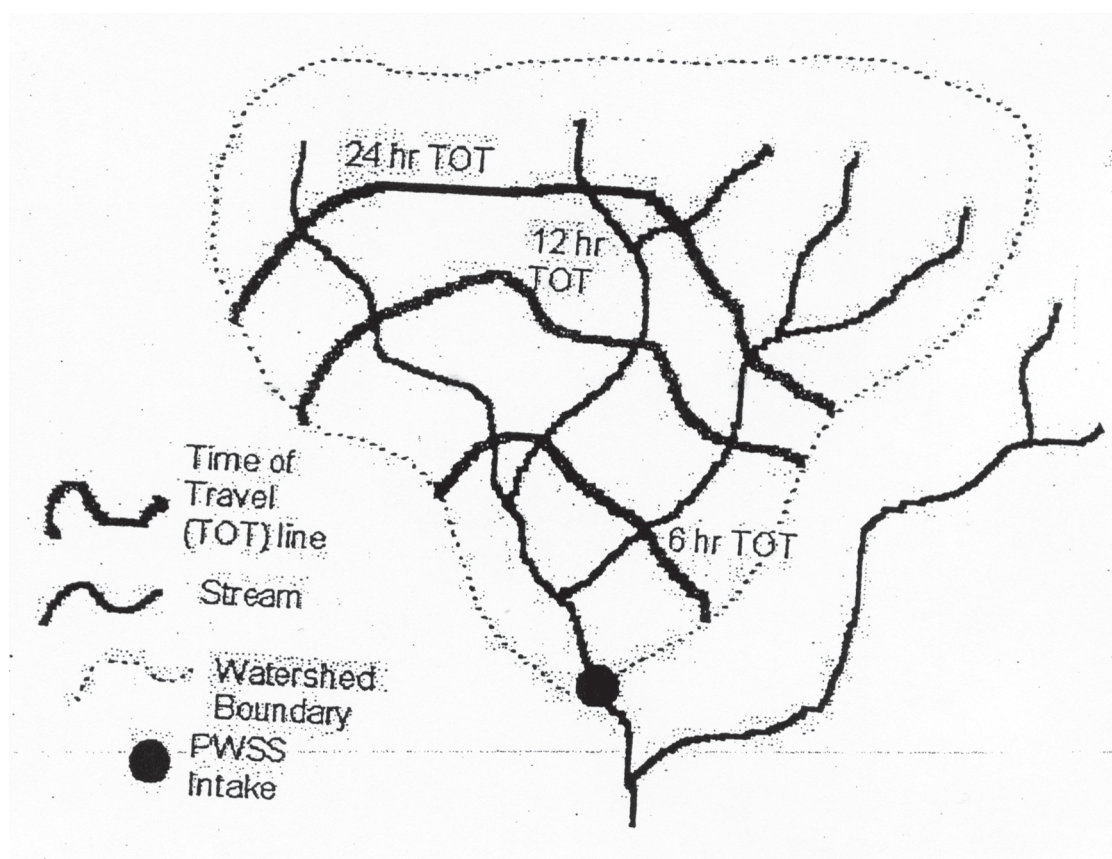 24 hr TOT
12 hr
TOT
6 hr TOT
Time of
Travel
(TOT) line
Stream
Watershed
Boundary
PWSS
Intake